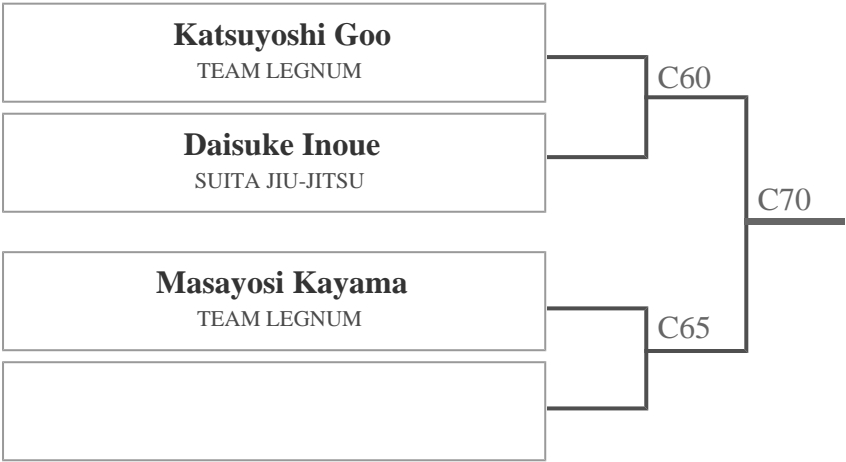 Katsuyoshi Goo
TEAM LEGNUM
C60
Daisuke Inoue
SUITA JIU-JITSU
C70
Masayosi Kayama
TEAM LEGNUM
C65